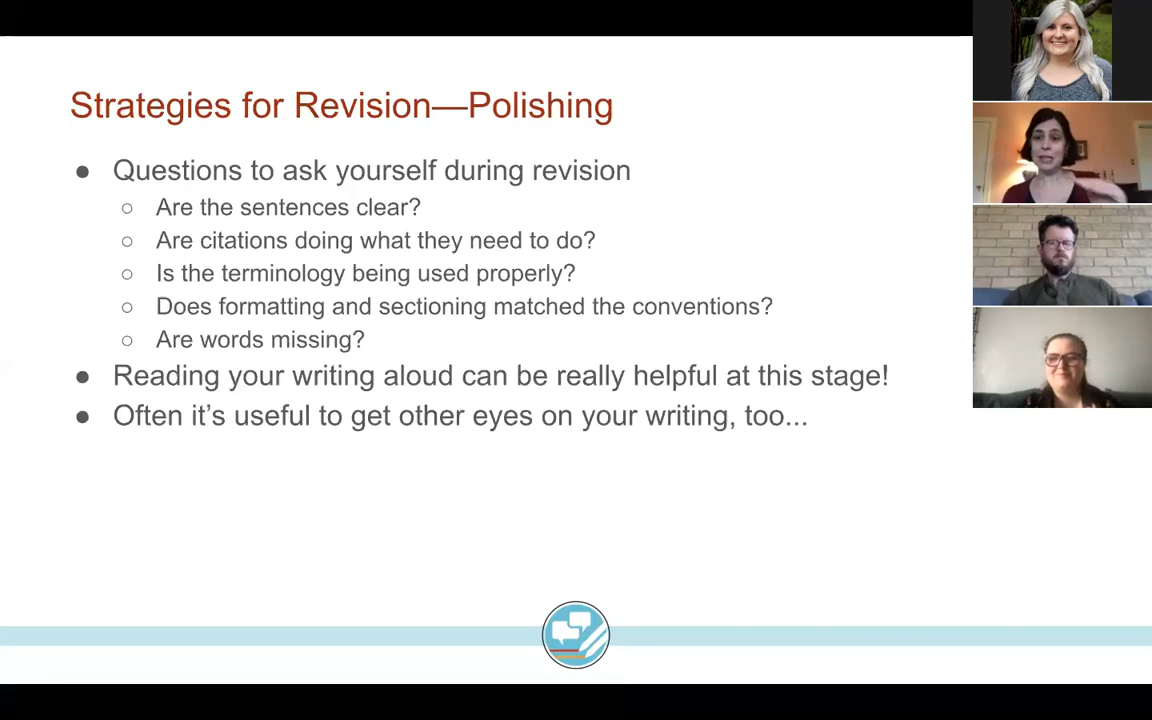 Strategies for Revision—Polishing
● Questions to ask yourself during revision
○ Are the sentences clear?
○ Are citations doing what they need to do?
○ Is the terminology being used properly?
○ Does formatting and sectioning matched the conventions?
○ Are words missing?
● Reading your writing aloud can be really helpful at this stage!
● Often it’s useful to get other eyes on your writing, too...